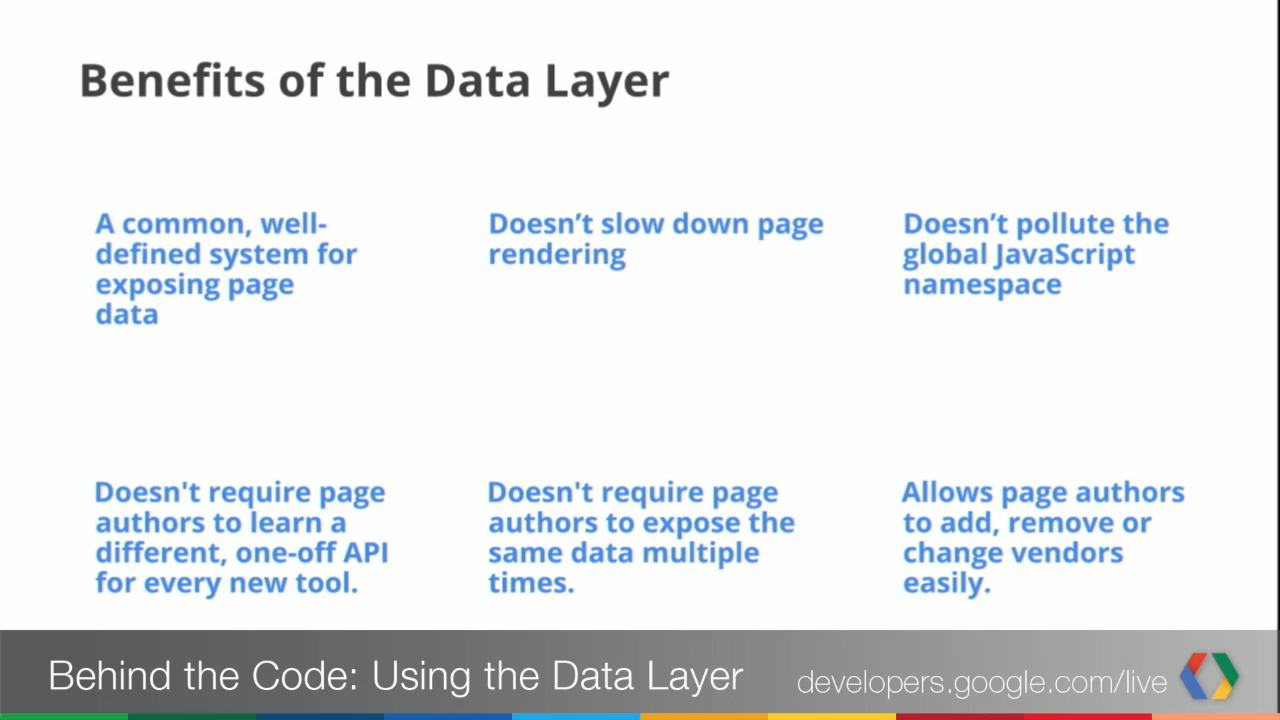 Benefits of the Data Layer
A common, well-
defined system for
exposing page
data
Doesn’t slow down page
rendering
Doesn’t pollute the
global JavaScript
namespace
Doesn't require page
authors to learn a
different, one-off API
for every new tool.
Doesn't require page
authors to expose the
same data multiple
times.
Allows page authors
to add, remove or
change vendors
easily.
Behind the Code: Using the Data Layer
developers.google.com/live